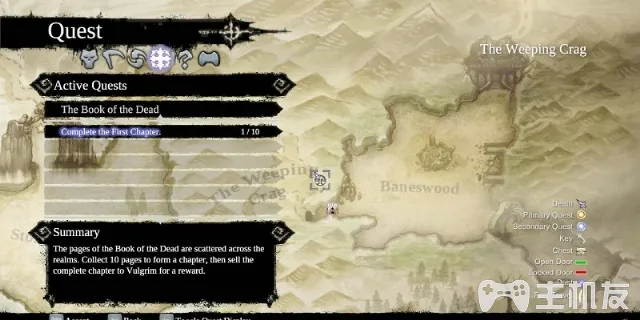 Quest
The Weeping Crag
Active Quests
The Book of the Dead
Complete the First Chapter.
1 / 10
The Weeping
Crag
Baneswood
Summary
The pages of the Book of the Dead are scattered across the
realms. Collect 10 pages to form a chapter, then sell the
complete chapter to Vulgrim for a reward.
Death
Primary Quest
Secondary Quest
Key
Chest
Open Door
Locked Door
主机友